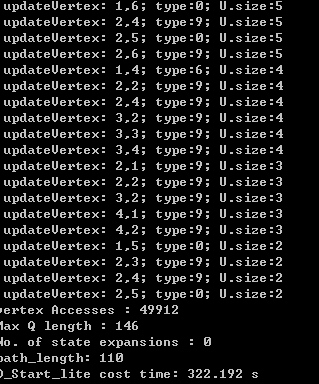 updateVertex: 1,6; type:0; U.size:5
updateVertex: 2,4; type:9; U.size:5
updateVertex: 2,5; type:0; U.size:5
updateVertex: 2,6; type:9; U.size:5
updateVertex: 1,4; type:6; U.size:4
updateVertex: 2,2; type:9; U.size:4
updateVertex: 2,4; type:9; U.size:4
updateVertex: 3,2; type:9; U.size:4
updateVertex: 3,3; type:9; U.size:4
updateVertex: 3,4; type:9; U.size:4
updateVertex: 2,1; type:9; U.size:3
updateVertex: 2,2; type:9; U.size:3
updateVertex: 3,2; type:9; U.size:3
updateVertex: 4,1; type:9; U.size:3
updateVertex: 4,2; type:9; U.size:3
updateVertex: 1,5; type:0; U.size:2
updateVertex: 2,3; type:9; U.size:2
updateVertex: 2,4; type:9; U.size:2
updateVertex: 2,5; type:0; U.size:2
vertex Accesses : 49912
Max Q length : 146
No. of state expansions : 0
path_length: 110
D_Start_lite cost time: 322.192 s